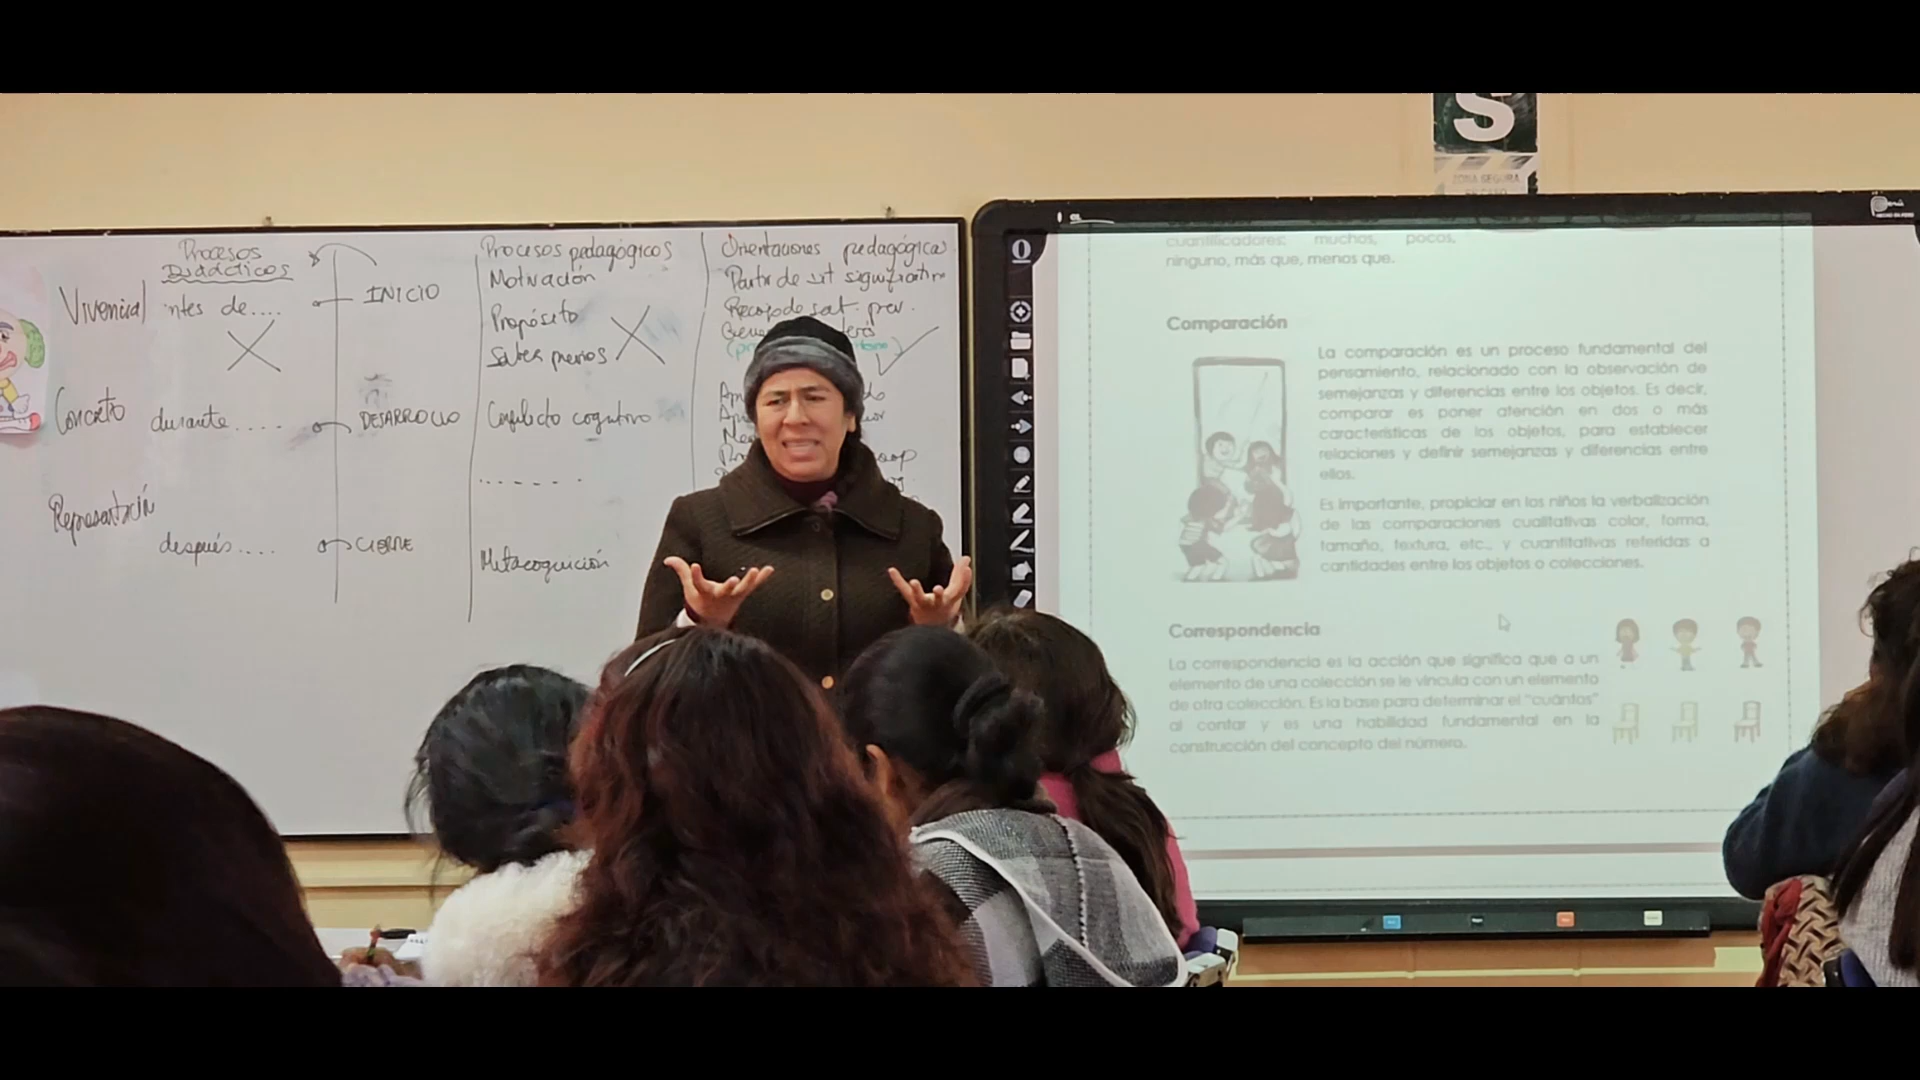 Procesos
Didácticos
Vivencial
ntes de....
INICIO
Concreto
durante.....
DESARROLLO
Representación
después....
CIERRE
Procesos pedagógicos
Motivación
Propósito
Saberes previos
Conflicto cognitivo
.......
Metacognición
Orientaciones pedagógicas
Partir de sit significativa
Recojo de sab. prev.
S
ZONA SEGURA
cuantificadores: muchos, pocos,
ninguno, más que, menos que.
Comparación
La comparación es un proceso fundamental del
pensamiento, relacionado con la observación de
semejanzas y diferencias entre los objetos. Es decir,
comparar es poner atención en dos o más
características de los objetos, para establecer
relaciones y definir semejanzas y diferencias entre
ellos.
Es importante, propiciar en los niños la verbalización
de las comparaciones cualitativas color, forma,
tamaño, textura, etc., y cuantitativas referidas a
cantidades entre los objetos o colecciones.
Correspondencia
La correspondencia es la acción que significa que a un
elemento de una colección se le vincula con un elemento
de otra colección. Es la base para determinar el "cuántos"
al contar y es una habilidad fundamental en la
construcción del concepto del número.